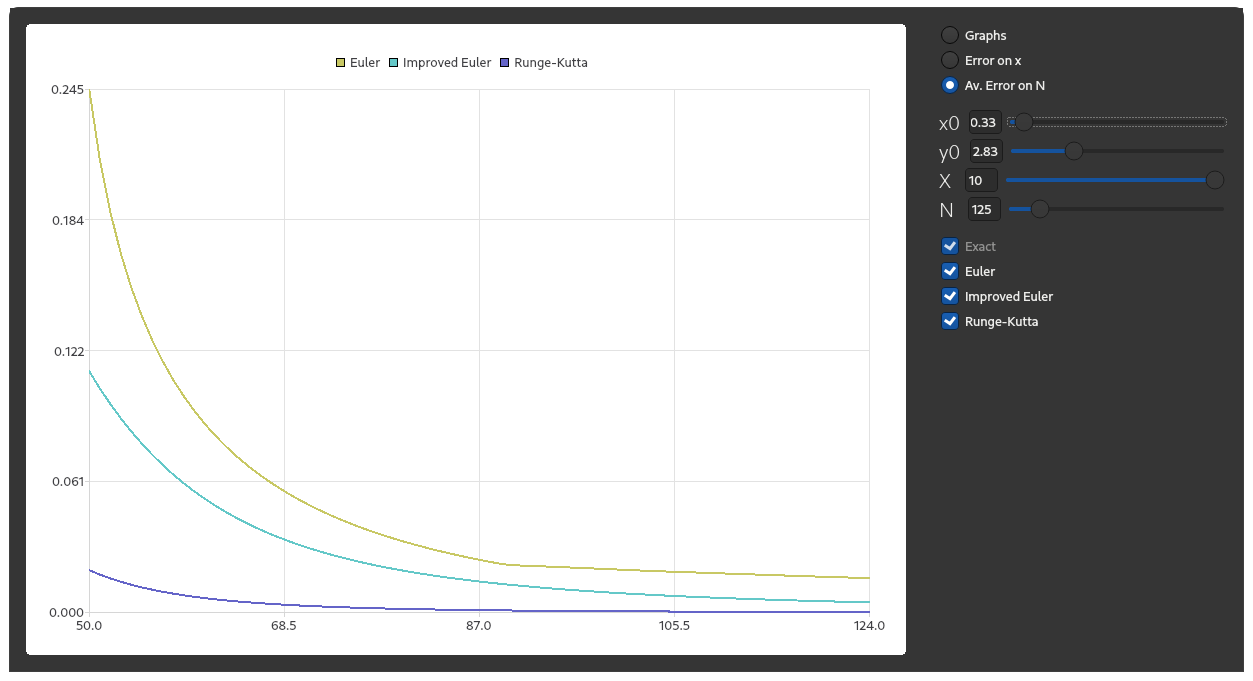 Euler Improved Euler Runge-Kutta
0.245
0.184
0.122
0.061
0.000
50.0 68.5 87.0 105.5 124.0
Graphs
Error on x
Av. Error on N
x0 0.33
y0 2.83
X 10
N 125
Exact
Euler
Improved Euler
Runge-Kutta